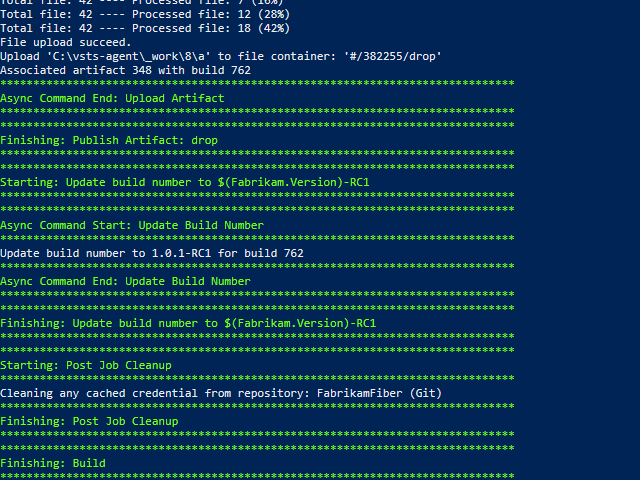 Total file: 42 ---- Processed file: 7 (16%)
Total file: 42 ---- Processed file: 12 (28%)
Total file: 42 ---- Processed file: 18 (42%)
File upload succeed.
Upload 'C:\vsts-agent\_work\8\a' to file container: '#/382255/drop'
Associated artifact 348 with build 762
******************************************************************************
Async Command End: Upload Artifact
******************************************************************************
******************************************************************************
Finishing: Publish Artifact: drop
******************************************************************************
******************************************************************************
Starting: Update build number to $(Fabrikam.Version)-RC1
******************************************************************************
******************************************************************************
Async Command Start: Update Build Number
******************************************************************************
Update build number to 1.0.1-RC1 for build 762
******************************************************************************
Async Command End: Update Build Number
******************************************************************************
******************************************************************************
Finishing: Update build number to $(Fabrikam.Version)-RC1
******************************************************************************
******************************************************************************
Starting: Post Job Cleanup
******************************************************************************
Cleaning any cached credential from repository: FabrikamFiber (Git)
******************************************************************************
Finishing: Post Job Cleanup
******************************************************************************
******************************************************************************
Finishing: Build
******************************************************************************